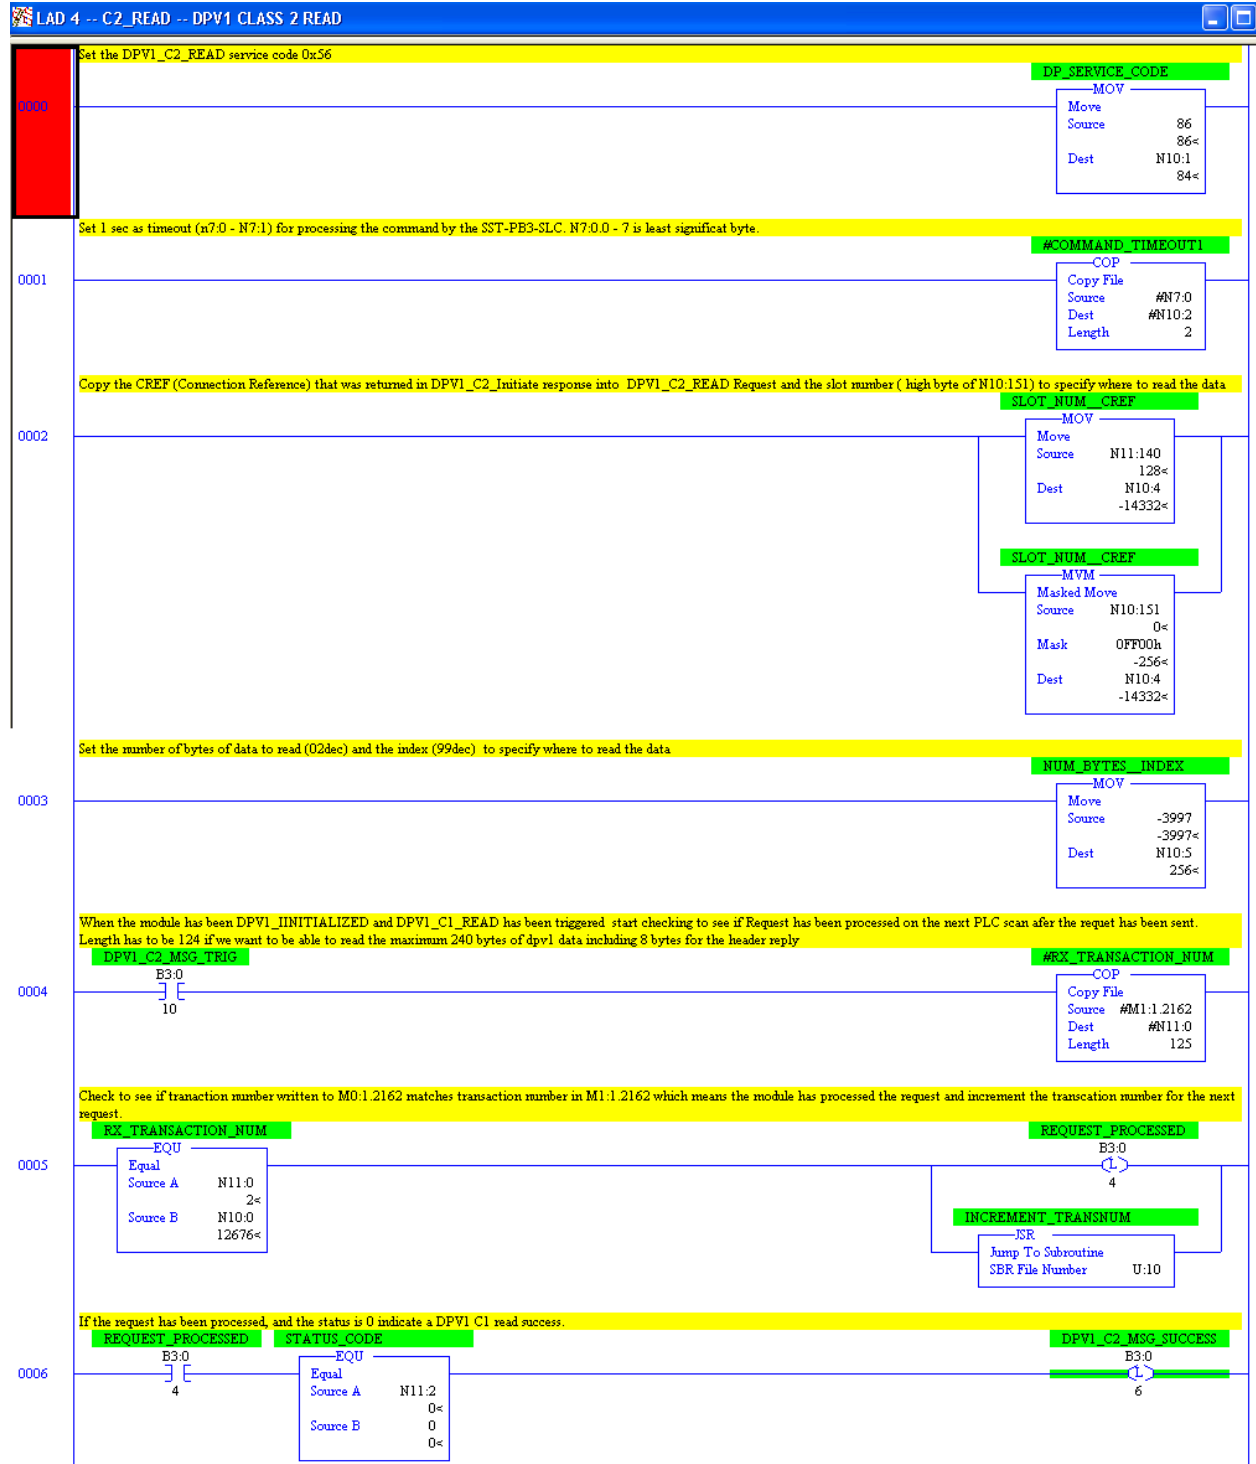 LAD 4 -- C2_READ -- DPV1 CLASS 2 READ
Set the DPV1_C2_READ service code 0x56
DP_SERVICE_CODE
MOV
0000
Move
Source 86
86<
Dest N10:1
84<
Set 1 sec as timeout (n7:0 - N7:1) for processing the command by the SST-PB3-SLC. N7:0.0 - 7 is least significat byte.
#COMMAND_TIMEOUT1
COP
0001
Copy File
Source #N7:0
Dest #N10:2
Length 2
Copy the CREF (Connection Reference) that was returned in DPV1_C2_Initiate response into DPV1_C2_READ Request and the slot number ( high byte of N10:151) to specify where to read the data
SLOT_NUM__CREF
MOV
0002
Move
Source N11:140
128<
Dest N10:4
-14332<
SLOT_NUM__CREF
MVM
Masked Move
Source N10:151
0<
Mask 0FF00h
-256<
Dest N10:4
-14332<
Set the number of bytes of data to read (02dec) and the index (99dec) to specify where to read the data
NUM_BYTES__INDEX
MOV
0003
Move
Source -3997
-3997<
Dest N10:5
256<
When the module has been DPV1_IINITIALIZED and DPV1_C1_READ has been triggered start checking to see if Request has been processed on the next PLC scan afer the requet has been sent.
Length has to be 124 if we want to be able to read the maximum 240 bytes of dpv1 data including 8 bytes for the header reply
DPV1_C2_MSG_TRIG #RX_TRANSACTION_NUM
B3:0 COP
0004
10
Copy File
Source #M1:1.2162
Dest #N11:0
Length 125
Check to see if tranaction number written to M0:1.2162 matches transaction number in M1:1.2162 which means the module has processed the request and increment the transcation number for the next
request.
RX_TRANSACTION_NUM REQUEST_PROCESSED
EQU B3:0
0005
Equal L
Source A N11:0 4
2<
Source B N10:0
12676<
INCREMENT_TRANSNUM
JSR
Jump To Subroutine
SBR File Number U:10
If the request has been processed, and the status is 0 indicate a DPV1 C1 read success.
REQUEST_PROCESSED STATUS_CODE DPV1_C2_MSG_SUCCESS
B3:0 EQU B3:0
0006
Equal L
4 Source A N11:2 6
0<
Source B 0
0<